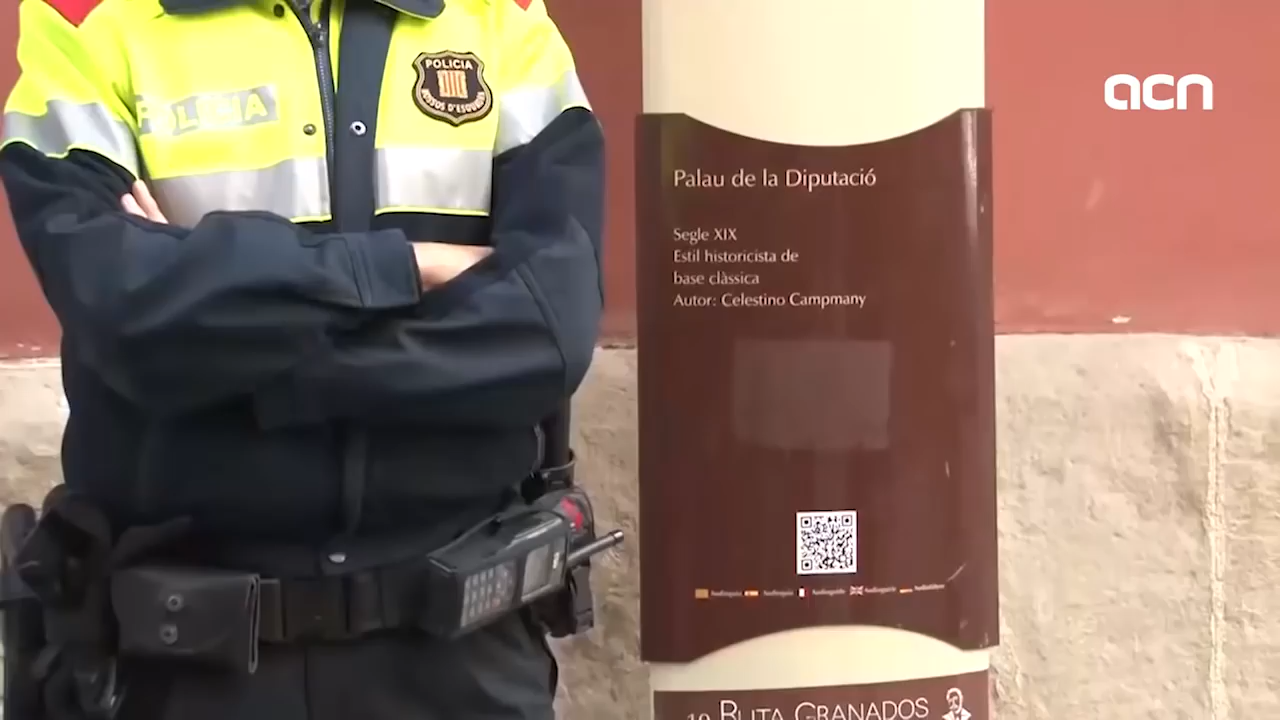 POLICIA
POLICIA
MOSSOS D'ESQUADRA
acn
Palau de la Diputació
Segle XIX
Estil historicista de
base clàssica
Autor: Celestino Campmany
10 RUTA GRANADOS